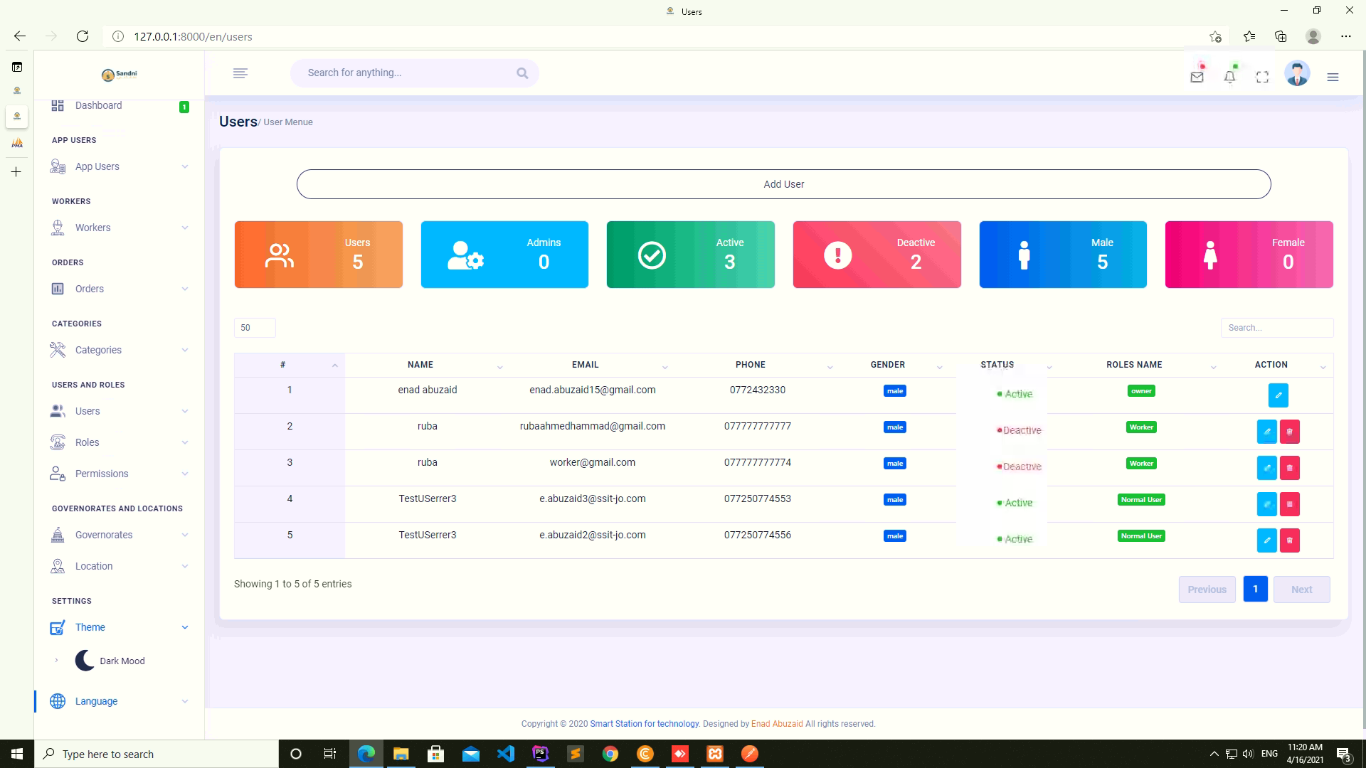 Users
127.0.0.1:8000/en/users
Sandni
Search for anything...
Dashboard
1
APP USERS
App Users
WORKERS
Workers
ORDERS
Orders
CATEGORIES
Categories
USERS AND ROLES
Users
Roles
Permissions
GOVERNORATES AND LOCATIONS
Governorates
Location
SETTINGS
Theme
Dark Mood
Language
Users/ User Menue
Add User
Users 5
Admins 0
Active 3
Deactive 2
Male 5
Female 0
50
Search...
# NAME EMAIL PHONE GENDER STATUS ROLES NAME ACTION
1 enad abuzaid enad.abuzaid15@gmail.com 0772432330 male Active owner
2 ruba rubaahmedhammad@gmail.com 077777777777 male Deactive Worker
3 ruba worker@gmail.com 077777777774 male Deactive Worker
4 TestUSerrer3 e.abuzaid3@ssit-jo.com 077250774553 male Active Normal User
5 TestUSerrer3 e.abuzaid2@ssit-jo.com 077250774556 male Active Normal User
Showing 1 to 5 of 5 entries
Previous 1 Next
Copyright © 2020 Smart Station for technology. Designed by Enad Abuzaid All rights reserved.
Type here to search
ENG
11:20 AM
4/16/2021
3